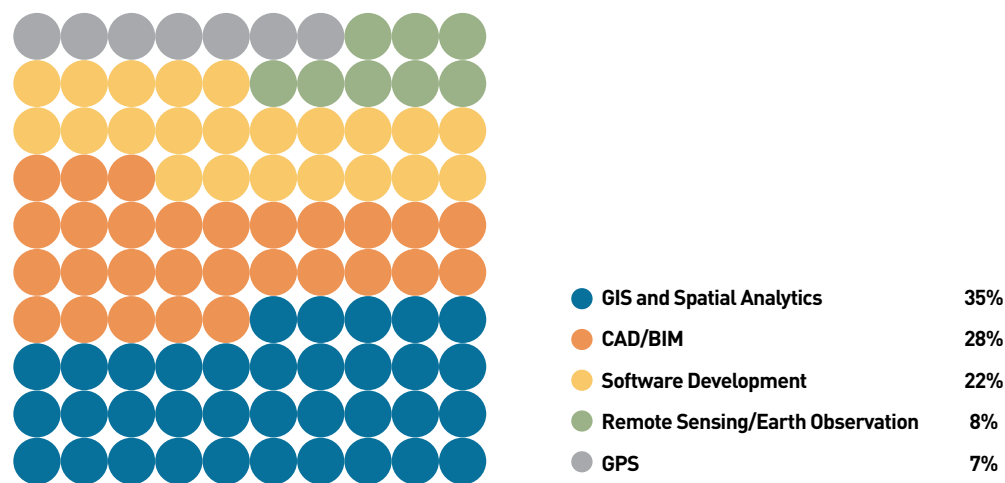 GIS and Spatial Analytics 35%
CAD/BIM 28%
Software Development 22%
Remote Sensing/Earth Observation 8%
GPS 7%